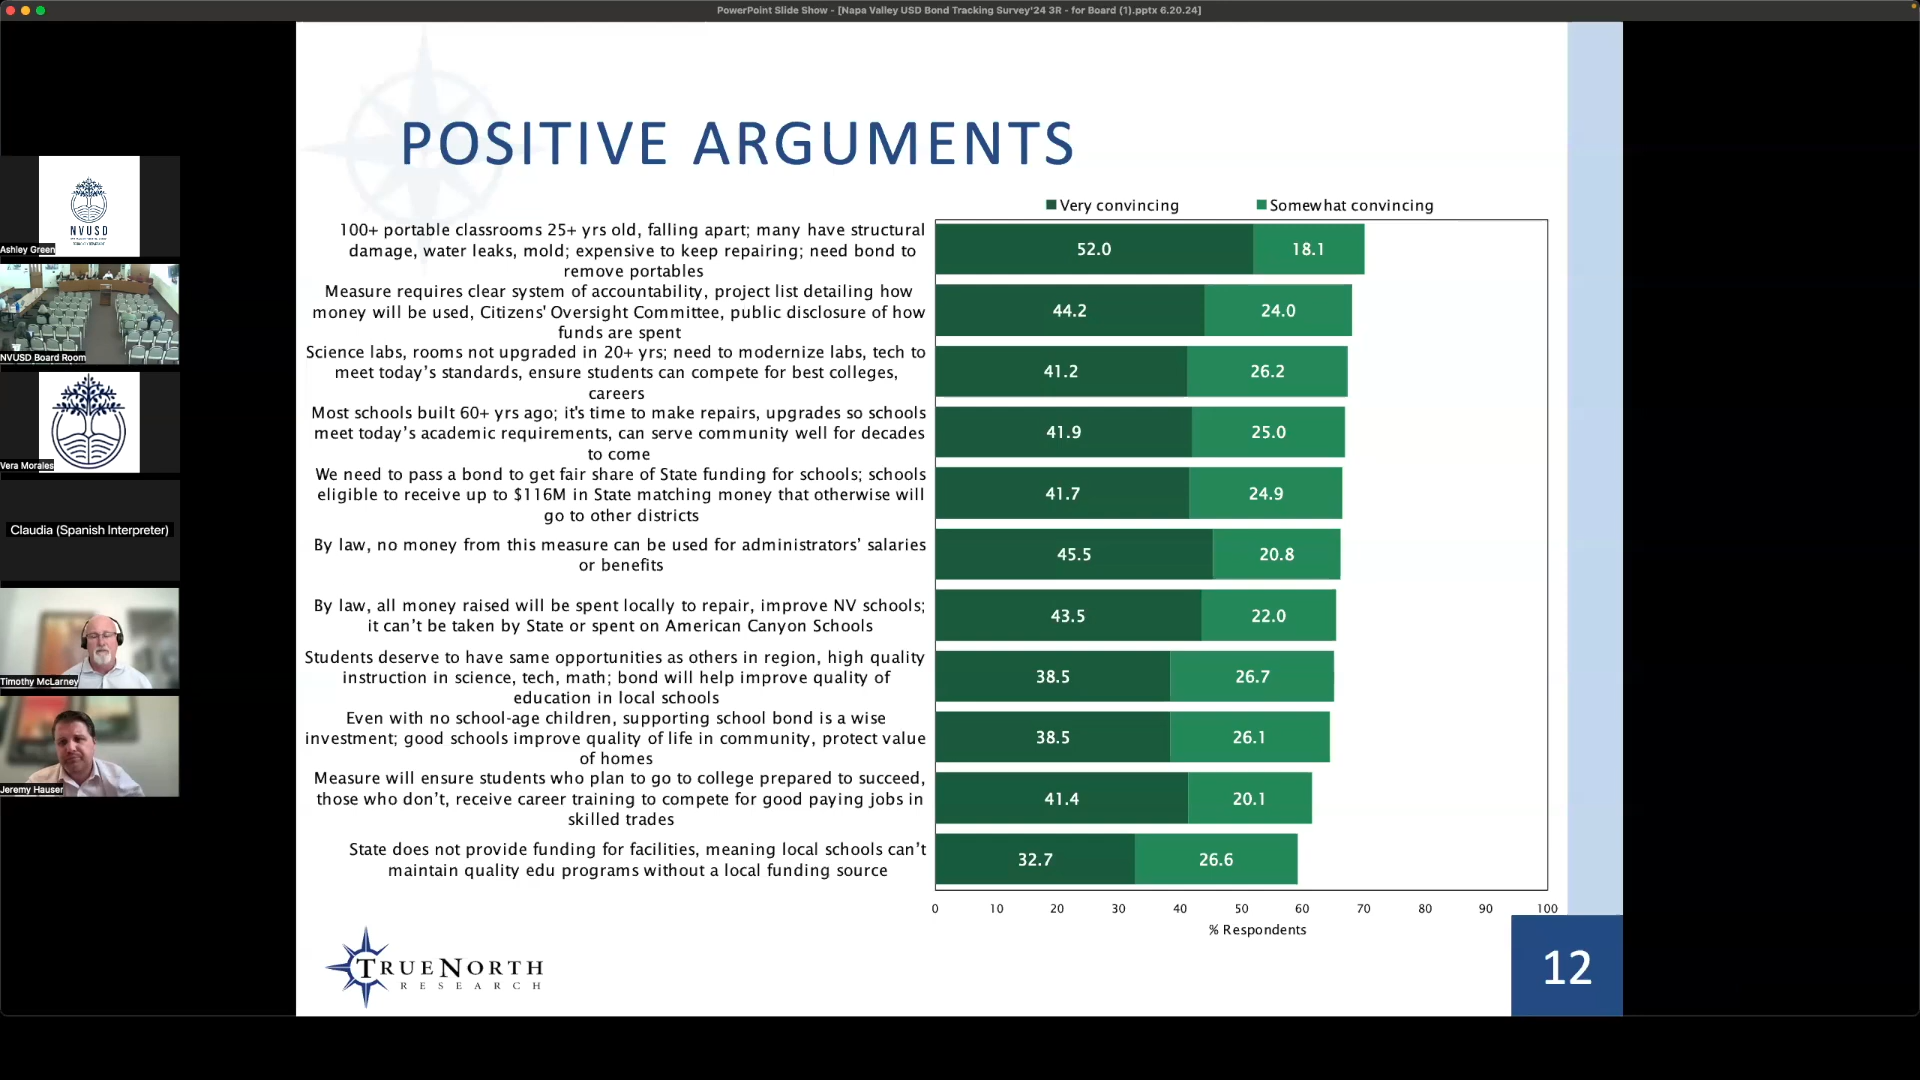 PowerPoint Slide Show - [Napa Valley USD Bond Tracking Survey'24 3R - for Board (1).pptx 6.20.24]
NVUSD
Ashley Green
NVUSD Board Room
Vera Morales
Claudia (Spanish Interpreter)
Timothy McLarney
Jeremy Hauser
POSITIVE ARGUMENTS
Very convincing
Somewhat convincing
100+ portable classrooms 25+ yrs old, falling apart; many have structural
damage, water leaks, mold; expensive to keep repairing; need bond to
remove portables
52.0
18.1
Measure requires clear system of accountability, project list detailing how
money will be used, Citizens' Oversight Committee, public disclosure of how
funds are spent
44.2
24.0
Science labs, rooms not upgraded in 20+ yrs; need to modernize labs, tech to
meet today’s standards, ensure students can compete for best colleges,
careers
41.2
26.2
Most schools built 60+ yrs ago; it's time to make repairs, upgrades so schools
meet today’s academic requirements, can serve community well for decades
to come
41.9
25.0
We need to pass a bond to get fair share of State funding for schools; schools
eligible to receive up to $116M in State matching money that otherwise will
go to other districts
41.7
24.9
By law, no money from this measure can be used for administrators’ salaries
or benefits
45.5
20.8
By law, all money raised will be spent locally to repair, improve NV schools;
it can’t be taken by State or spent on American Canyon Schools
43.5
22.0
Students deserve to have same opportunities as others in region, high quality
instruction in science, tech, math; bond will help improve quality of
education in local schools
38.5
26.7
Even with no school-age children, supporting school bond is a wise
investment; good schools improve quality of life in community, protect value
of homes
38.5
26.1
Measure will ensure students who plan to go to college prepared to succeed,
those who don’t, receive career training to compete for good paying jobs in
skilled trades
41.4
20.1
State does not provide funding for facilities, meaning local schools can’t
maintain quality edu programs without a local funding source
32.7
26.6
0 10 20 30 40 50 60 70 80 90 100
% Respondents
TRUENORTH
RESEARCH
12